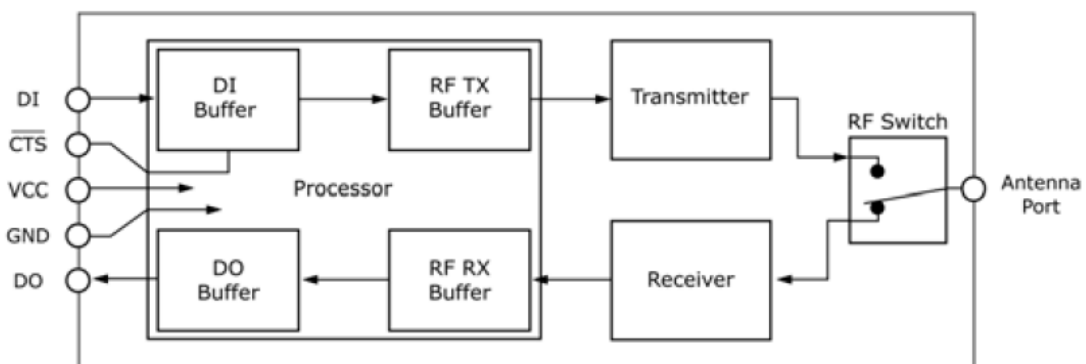 DI
CTS
VCC
GND
DO
DI
Buffer
RF TX
Buffer
Processor
DO
Buffer
RF RX
Buffer
Transmitter
Receiver
RF Switch
Antenna
Port